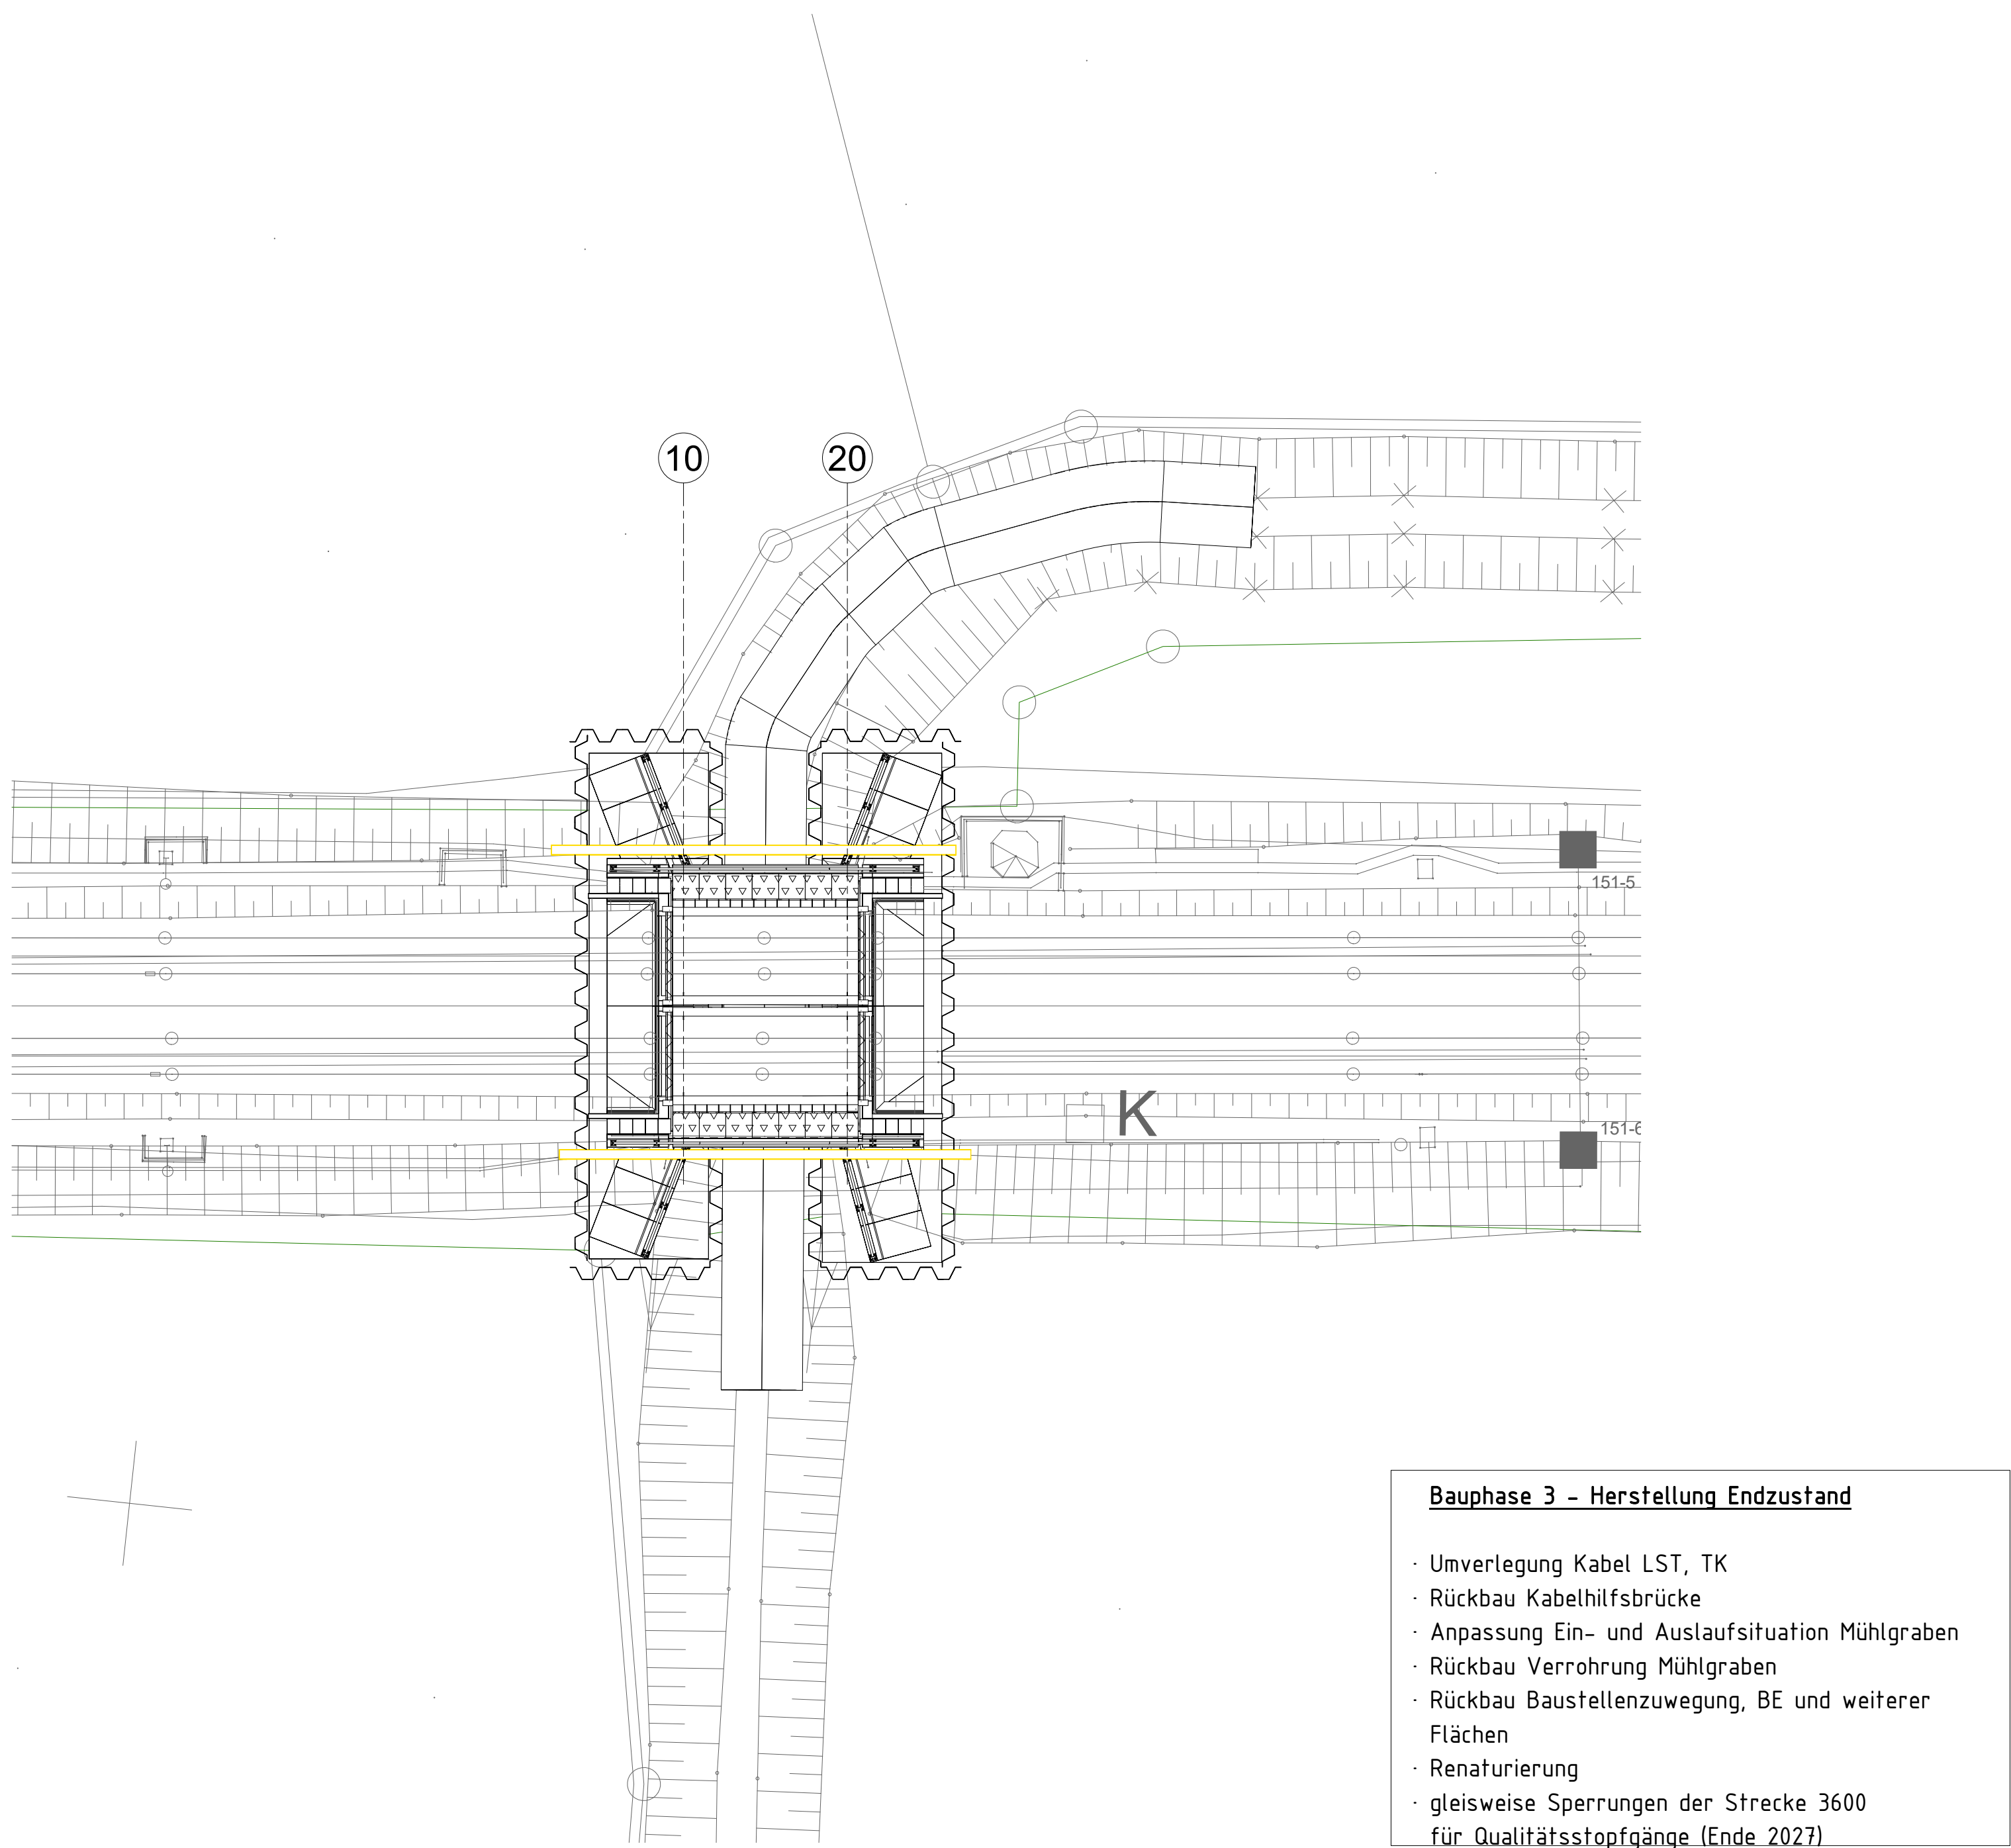 10
20
151-5
K
151-6
Bauphase 3 - Herstellung Endzustand
· Umverlegung Kabel LST, TK
· Rückbau Kabelhilfsbrücke
· Anpassung Ein- und Auslaufsituation Mühlgraben
· Rückbau Verrohrung Mühlgraben
· Rückbau Baustellenzuwegung, BE und weiterer
Flächen
· Renaturierung
· gleisweise Sperrungen der Strecke 3600
für Qualitätsstopfgänge (Ende 2027)